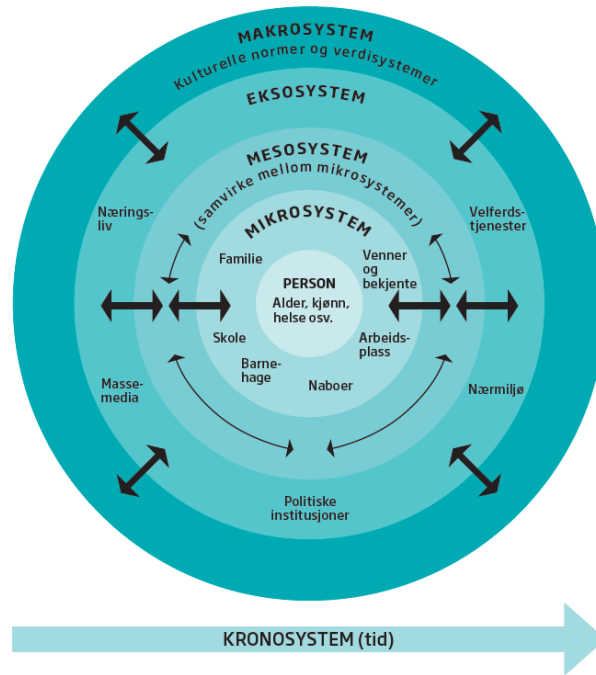 MAKROSYSTEM
Kulturelle normer og verdisystemer
EKSOSYSTEM
MESOSYSTEM
(samvirke mellom mikrosystemer)
MIKROSYSTEM
Nærings-
liv
Velferds-
tjenester
Familie
Venner
og
bekjente
PERSON
Alder, kjønn,
helse osv.
Skole
Barne-
hage
Naboer
Arbeids-
plass
Masse-
media
Nærmiljø
Politiske
institusjoner
KRONOSYSTEM (tid)